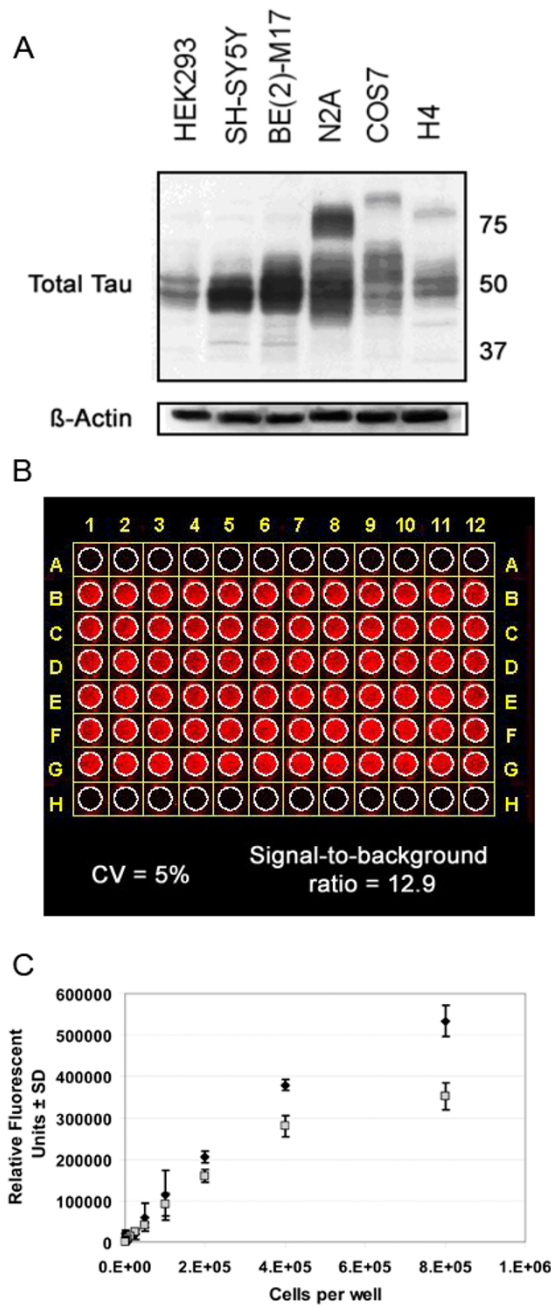 A
HEK293
SH-SY5Y
BE(2)-M17
N2A
COS7
H4
75
Total Tau
50
37
ß-Actin
B
1 2 3 4 5 6 7 8 9 10 11 12
A A
B B
C C
D D
E E
F F
G G
H H
CV = 5%
Signal-to-background
ratio = 12.9
C
Relative Fluorescent
Units ± SD
600000
500000
400000
300000
200000
100000
0
0.E+00 2.E+05 4.E+05 6.E+05 8.E+05 1.E+06
Cells per well